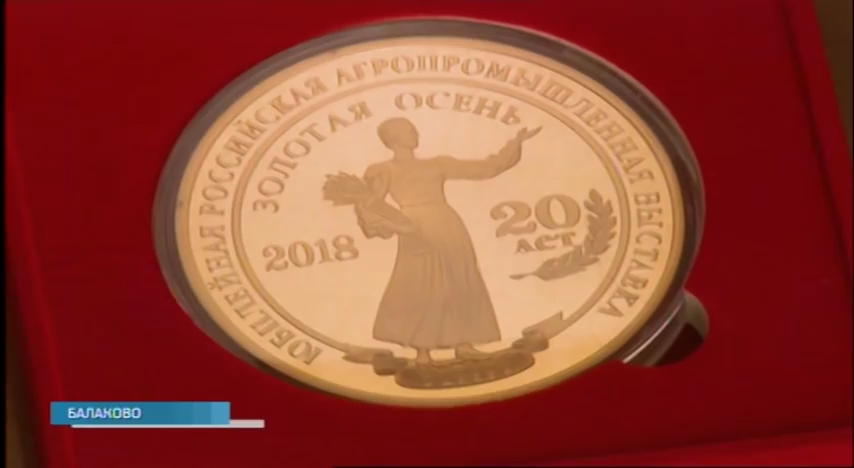 ЮБИЛЕЙНАЯ РОССИЙСКАЯ АГРОПРОМЫШЛЕННАЯ ВЫСТАВКА
ЗОЛОТАЯ ОСЕНЬ
2018
20
ЛЕТ
БАЛАКОВО